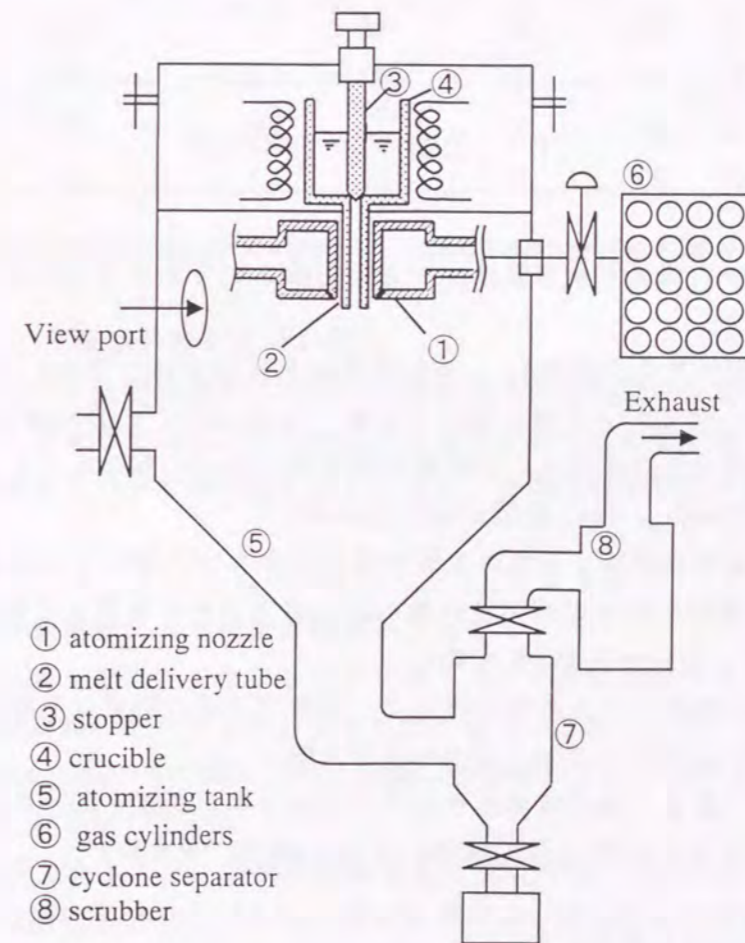 ③ ④
⑥
View port
② ①
Exhaust
⑤
⑧
⑦
① atomizing nozzle
② melt delivery tube
③ stopper
④ crucible
⑤ atomizing tank
⑥ gas cylinders
⑦ cyclone separator
⑧ scrubber